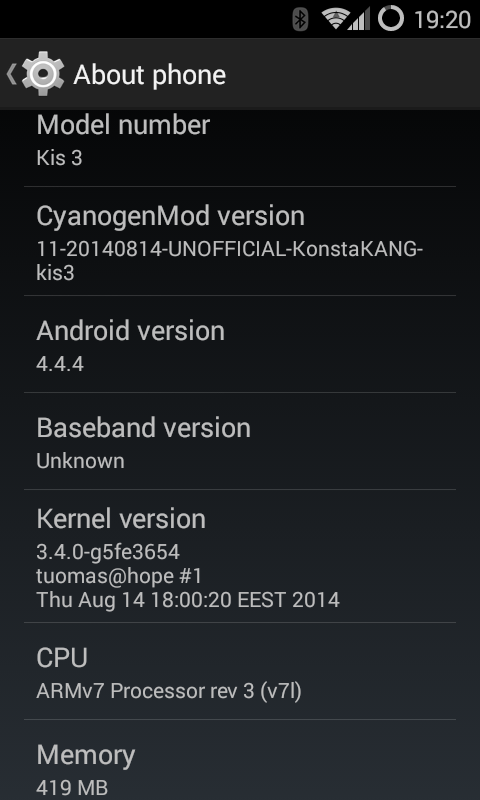 19:20
About phone
Model number
Kis 3
CyanogenMod version
11-20140814-UNOFFICIAL-KonstaKANG-
kis3
Android version
4.4.4
Baseband version
Unknown
Kernel version
3.4.0-g5fe3654
tuomas@hope #1
Thu Aug 14 18:00:20 EEST 2014
CPU
ARMv7 Processor rev 3 (v7l)
Memory
419 MB